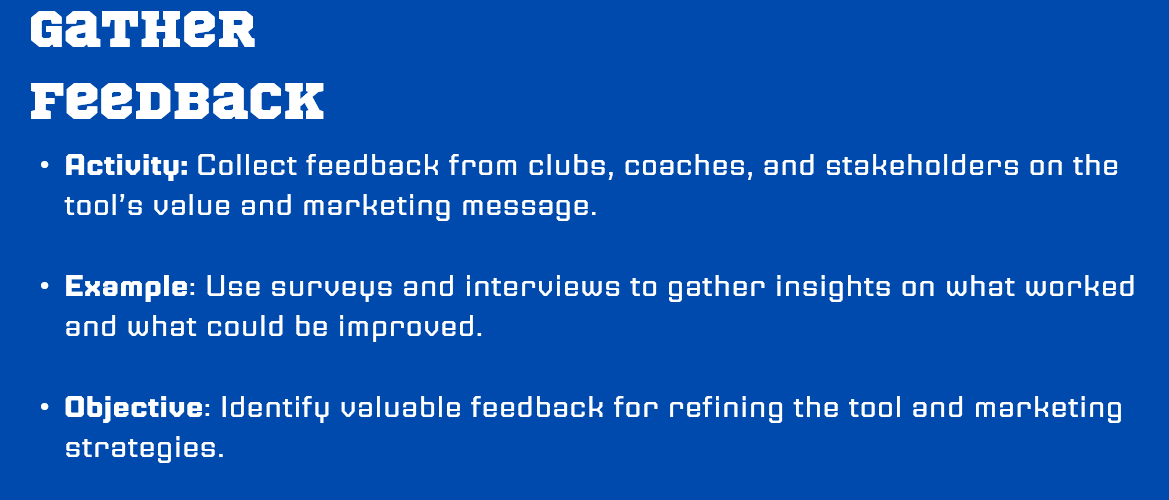 GaTHeR
FeeDBaCK
• Activity: Collect feedback from clubs, coaches, and stakeholders on the
tool's value and marketing message.
• Example: Use surveys and interviews to gather insights on what worked
and what could be improved.
• Objective: Identify valuable feedback for refining the tool and marketing
strategies.